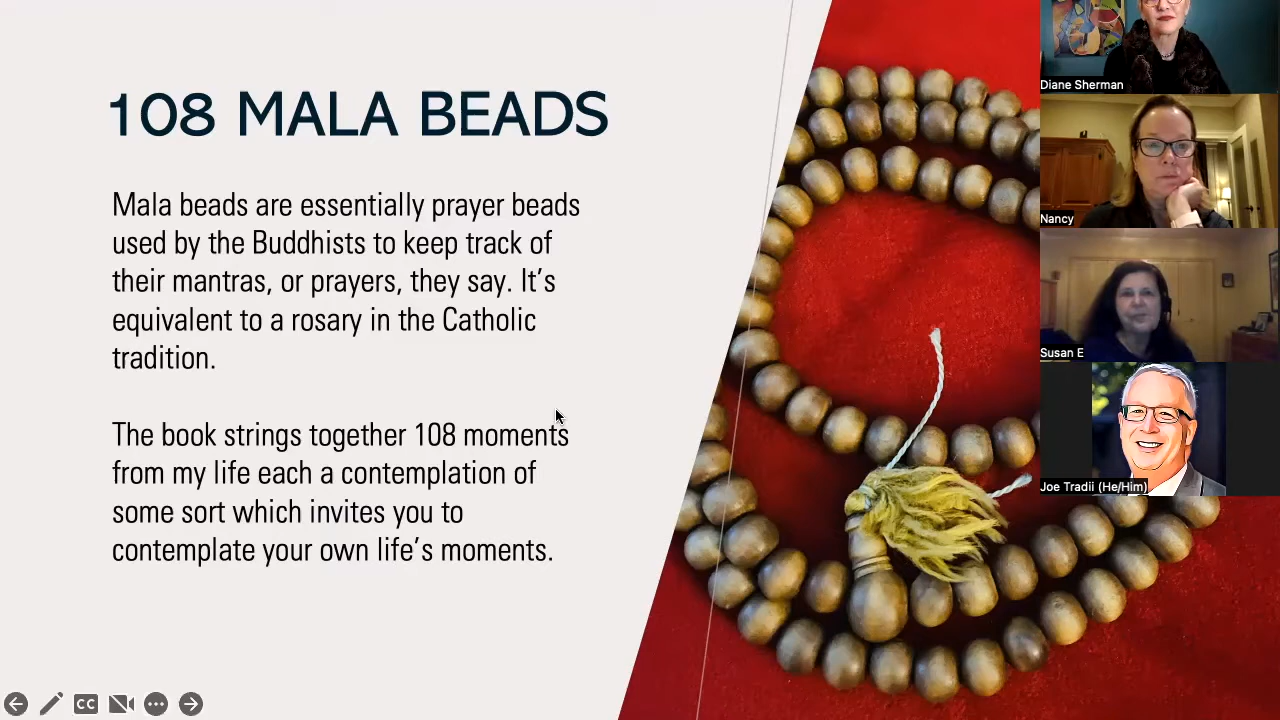 108 MALA BEADS
Mala beads are essentially prayer beads
used by the Buddhists to keep track of
their mantras, or prayers, they say. It’s
equivalent to a rosary in the Catholic
tradition.
The book strings together 108 moments
from my life each a contemplation of
some sort which invites you to
contemplate your own life’s moments.
Diane Sherman
Nancy
Susan E
Joe Tradii (He/Him)
CC